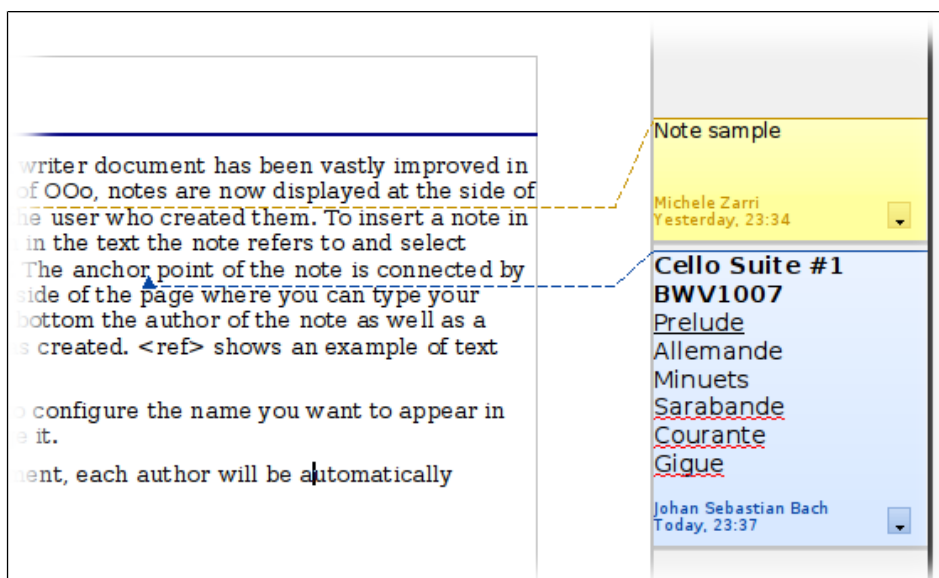 writer document has been vastly improved in
of OOo, notes are now displayed at the side of
he user who created them. To insert a note in
in the text the note refers to and select
The anchor point of the note is connected by
side of the page where you can type your
bottom the author of the note as well as a
s created. <ref> shows an example of text
o configure the name you want to appear in
e it.
ment, each author will be automatically
Note sample
Michele Zarri
Yesterday, 23:34
Cello Suite #1
BWV1007
Prelude
Allemande
Minuets
Sarabande
Courante
Gigue
Johan Sebastian Bach
Today, 23:37